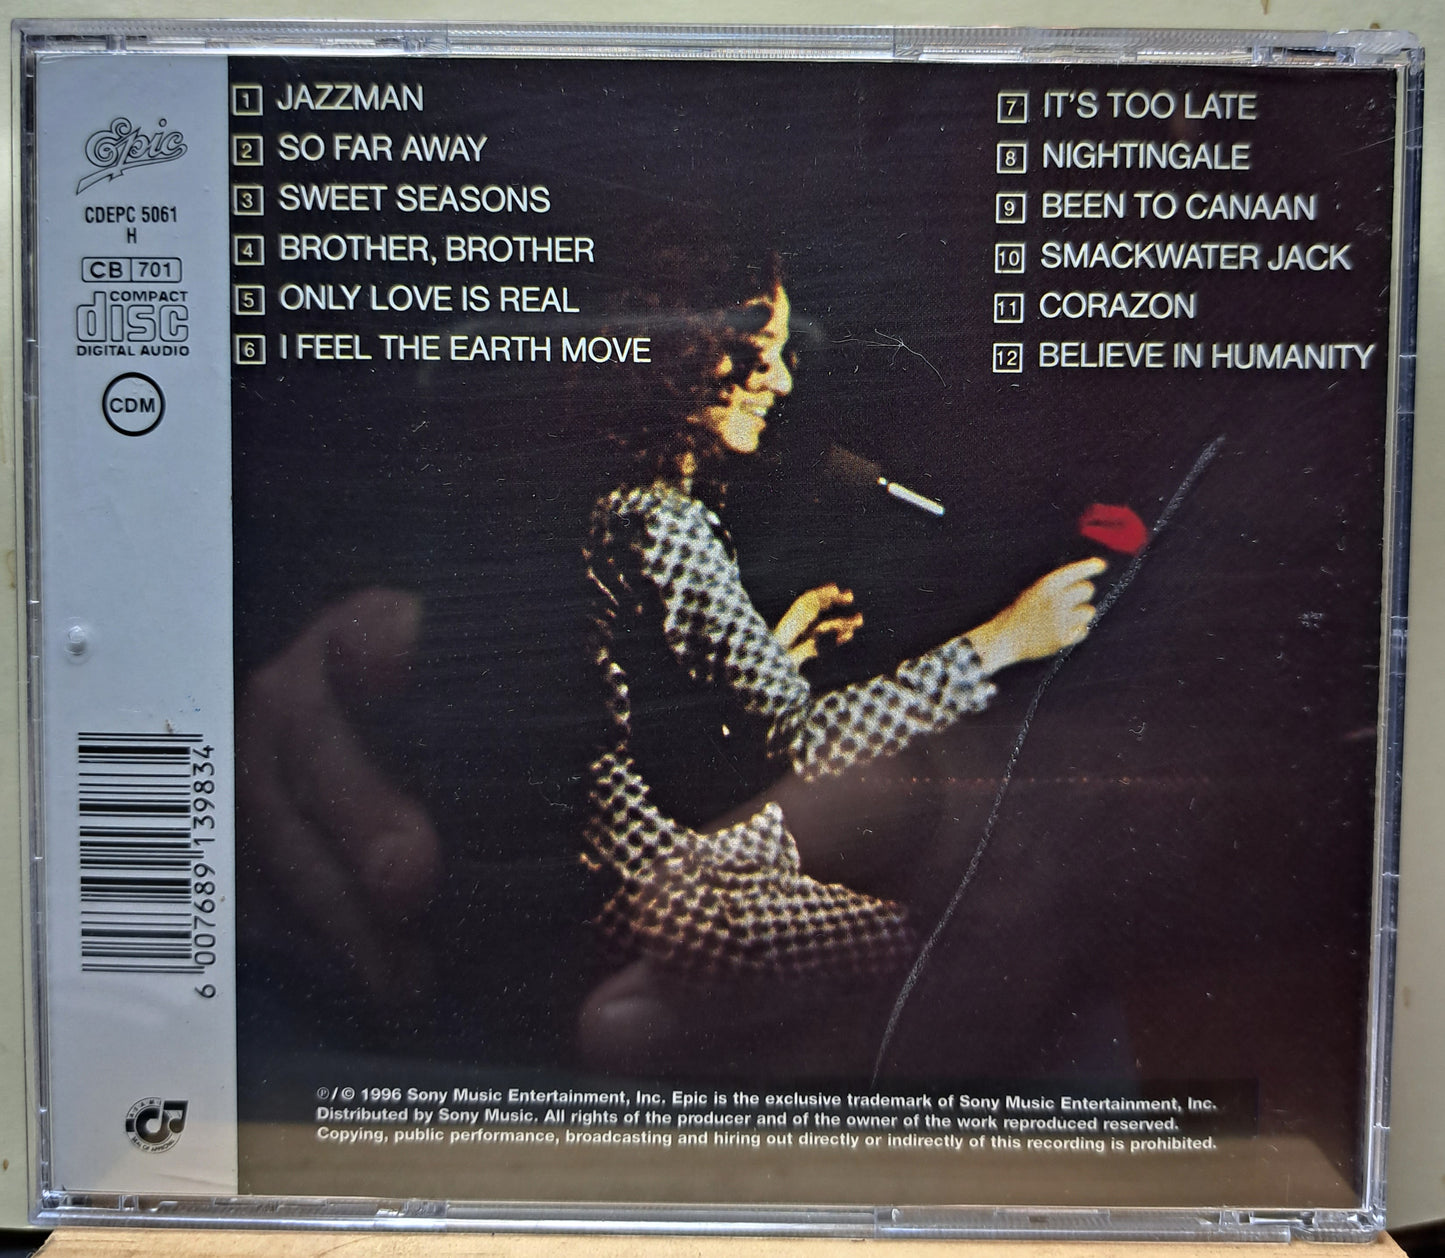 Epic
CDEPC 5061
H
CB 701
COMPACT
disc
DIGITAL AUDIO
CDM
6 007689 139834
1 JAZZMAN
2 SO FAR AWAY
3 SWEET SEASONS
4 BROTHER, BROTHER
5 ONLY LOVE IS REAL
6 I FEEL THE EARTH MOVE
7 IT'S TOO LATE
8 NIGHTINGALE
9 BEEN TO CANAAN
10 SMACKWATER JACK
11 CORAZON
12 BELIEVE IN HUMANITY
℗/© 1996 Sony Music Entertainment, Inc. Epic is the exclusive trademark of Sony Music Entertainment, Inc.
Distributed by Sony Music. All rights of the producer and of the owner of the work reproduced reserved.
Copying, public performance, broadcasting and hiring out directly or indirectly of this recording is prohibited.